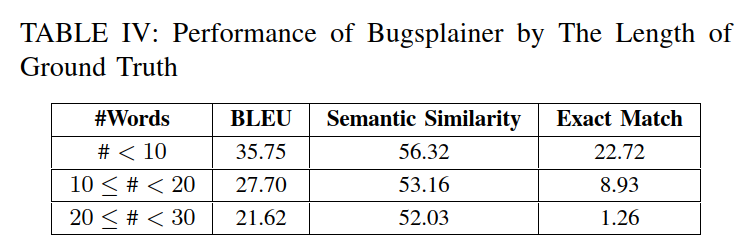 TABLE IV: Performance of Bugsplainer by The Length of
Ground Truth
#Words BLEU Semantic Similarity Exact Match
# < 10 35.75 56.32 22.72
10 ≤ # < 20 27.70 53.16 8.93
20 ≤ # < 30 21.62 52.03 1.26